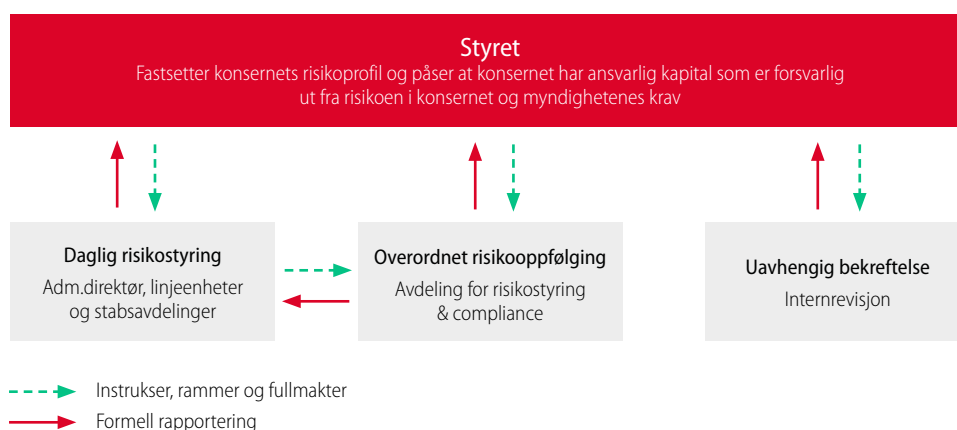 Styret
Fastsetter konsernets risikoprofil og påser at konsernet har ansvarlig kapital som er forsvarlig
ut fra risikoen i konsernet og myndighetenes krav
Daglig risikostyring
Adm.direktør, linjeenheter
og stabsavdelinger
Overordnet risikooppfølging
Avdeling for risikostyring
& compliance
Uavhengig bekreftelse
Internrevisjon
Instrukser, rammer og fullmakter
Formell rapportering